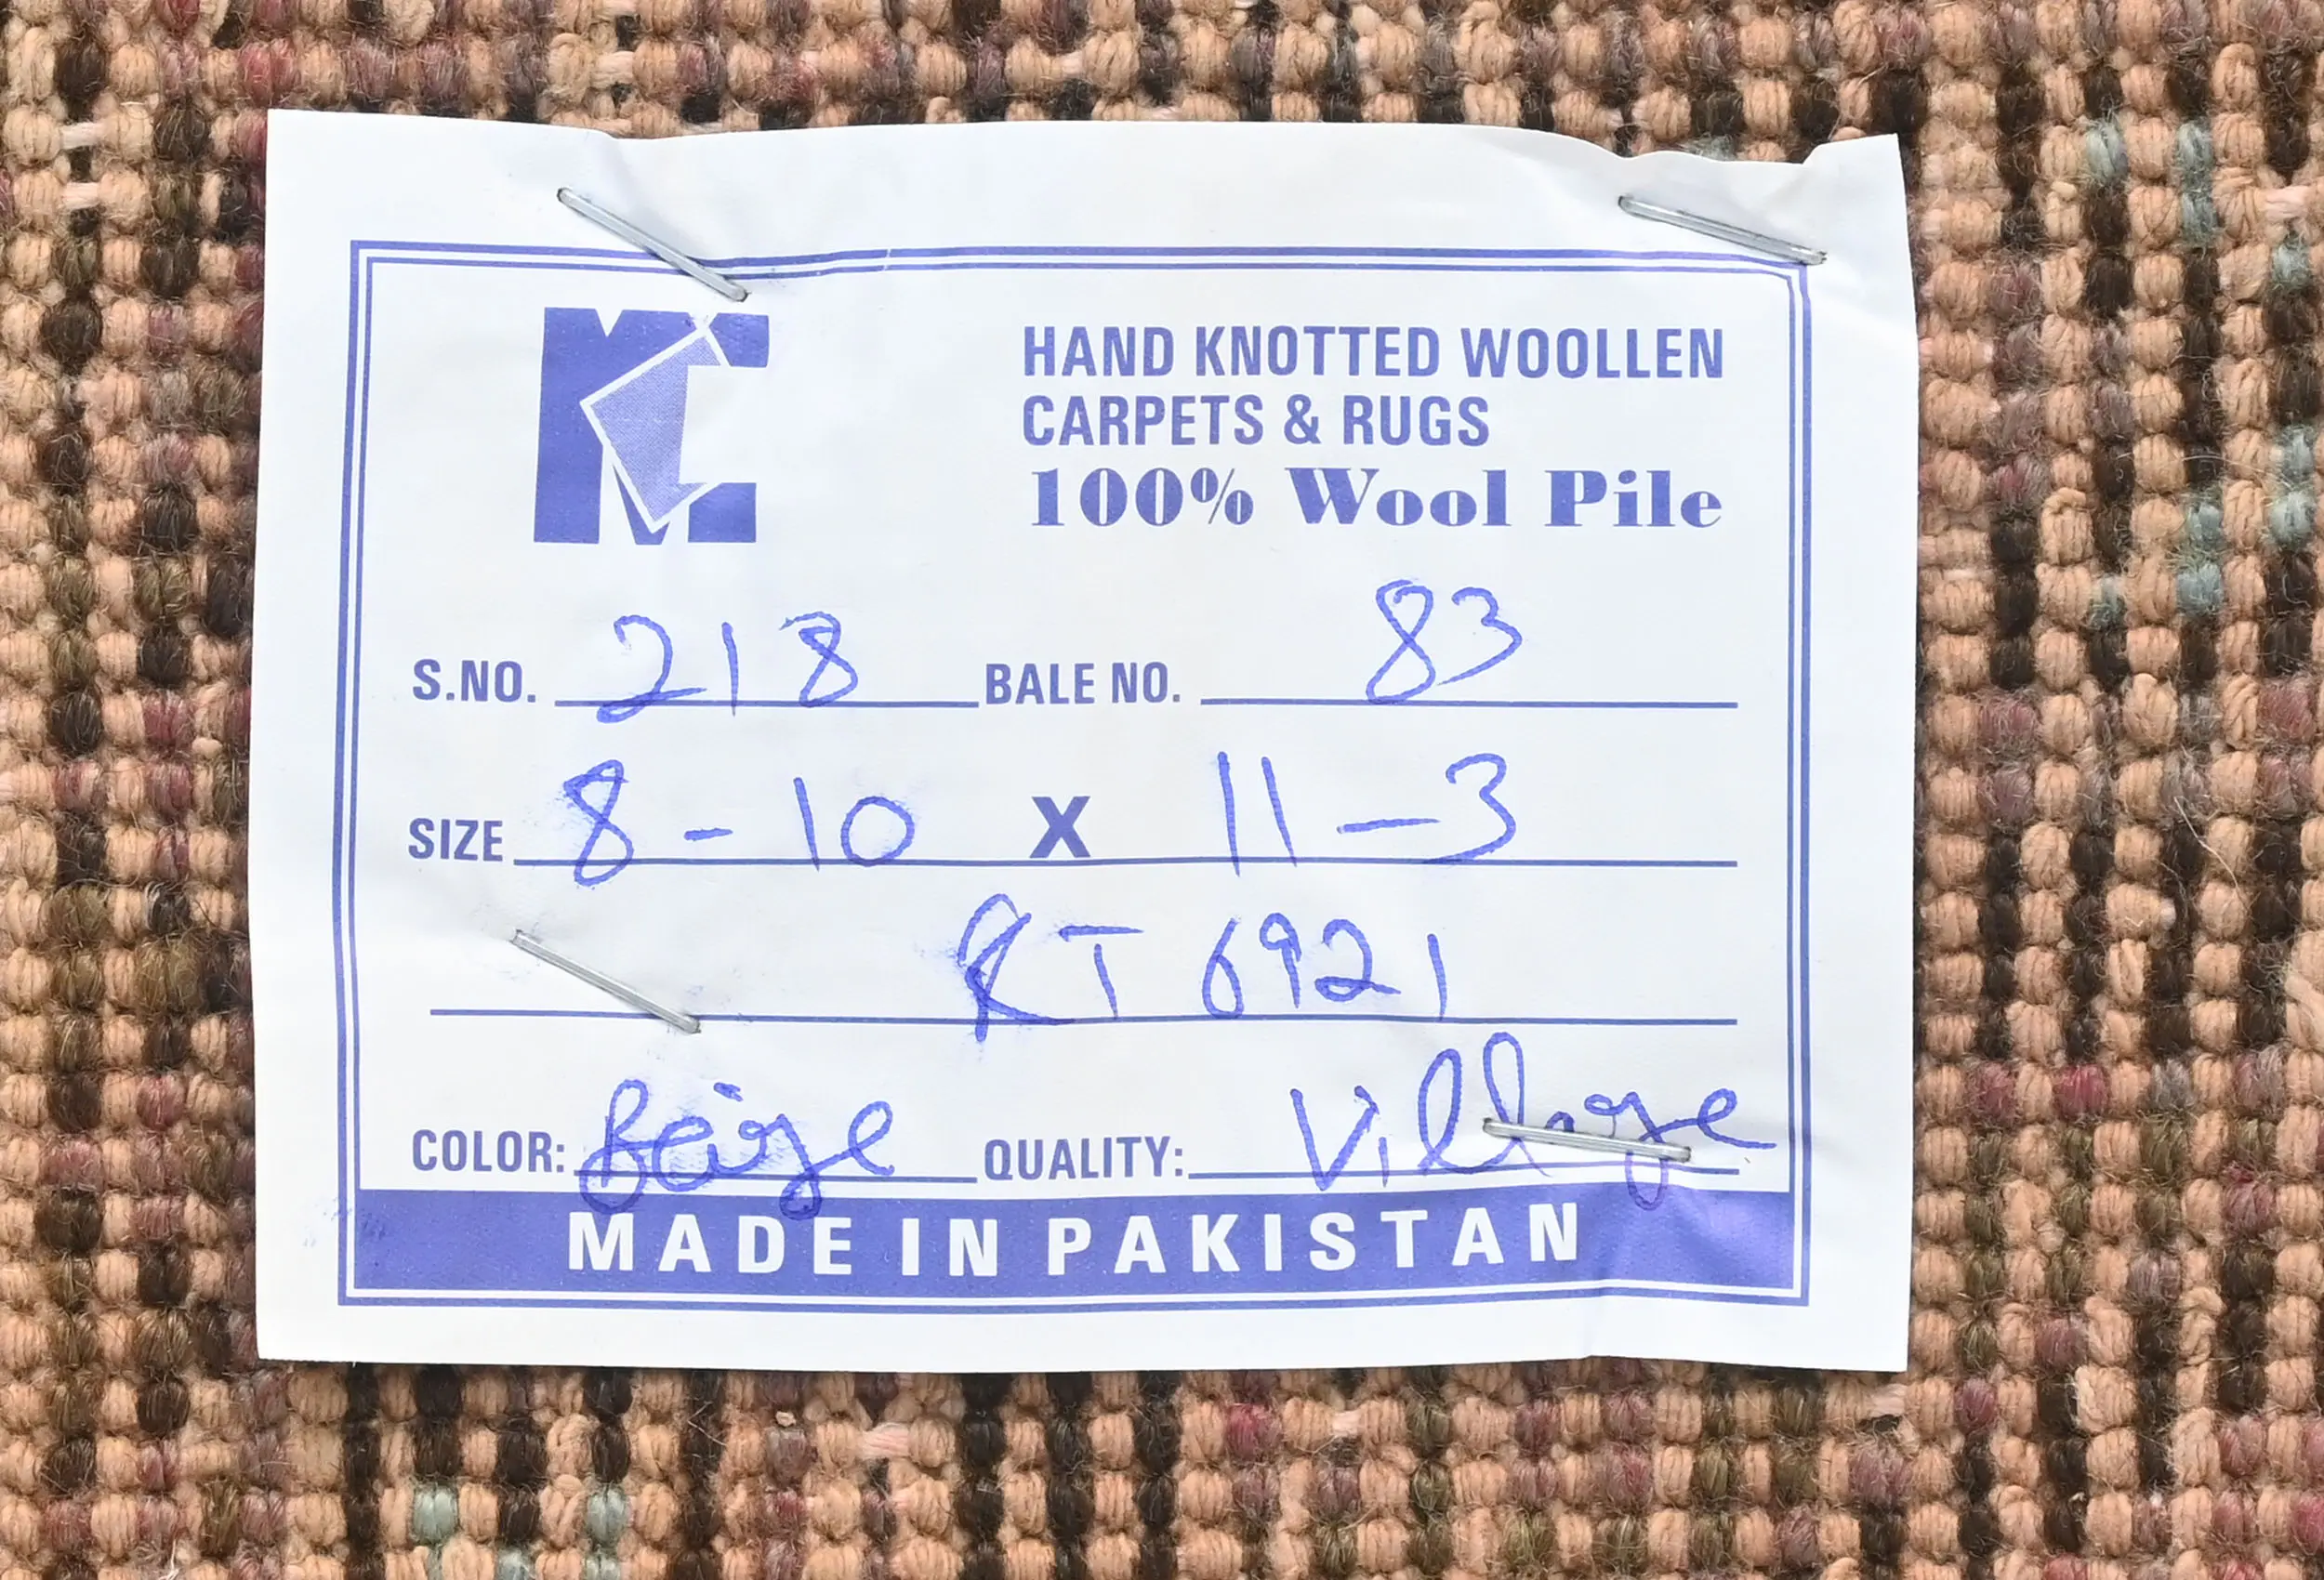 MC
HAND KNOTTED WOOLLEN
CARPETS & RUGS
100% Wool Pile
S.NO. 218 BALE NO. 83
SIZE 8-10 X 11-3
RT 6921
COLOR: Beige QUALITY: Village
MADE IN PAKISTAN